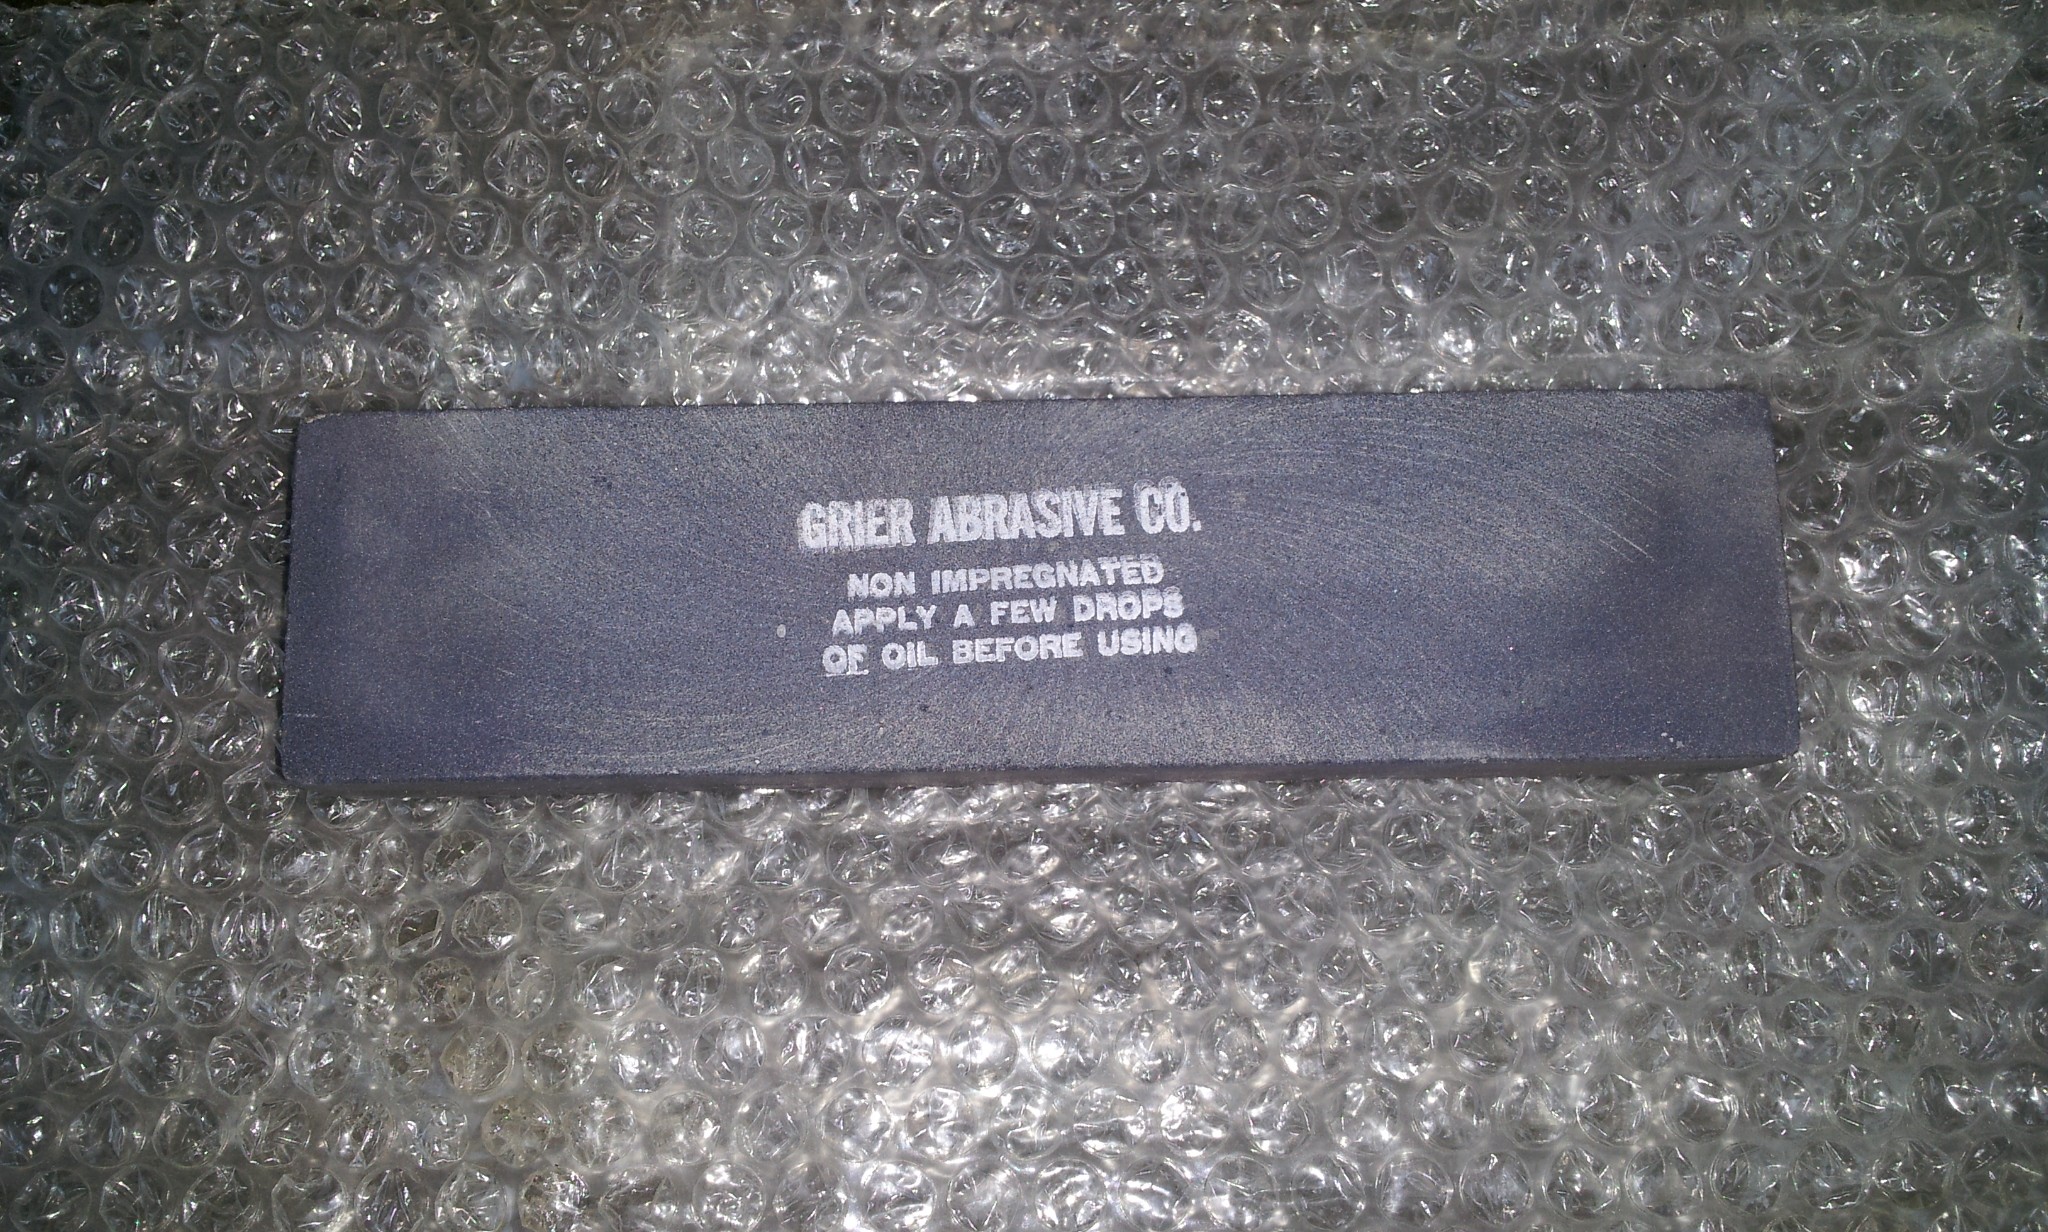 GRIER ABRASIVE CO.
NON IMPREGNATED
APPLY A FEW DROPS
OF OIL BEFORE USING